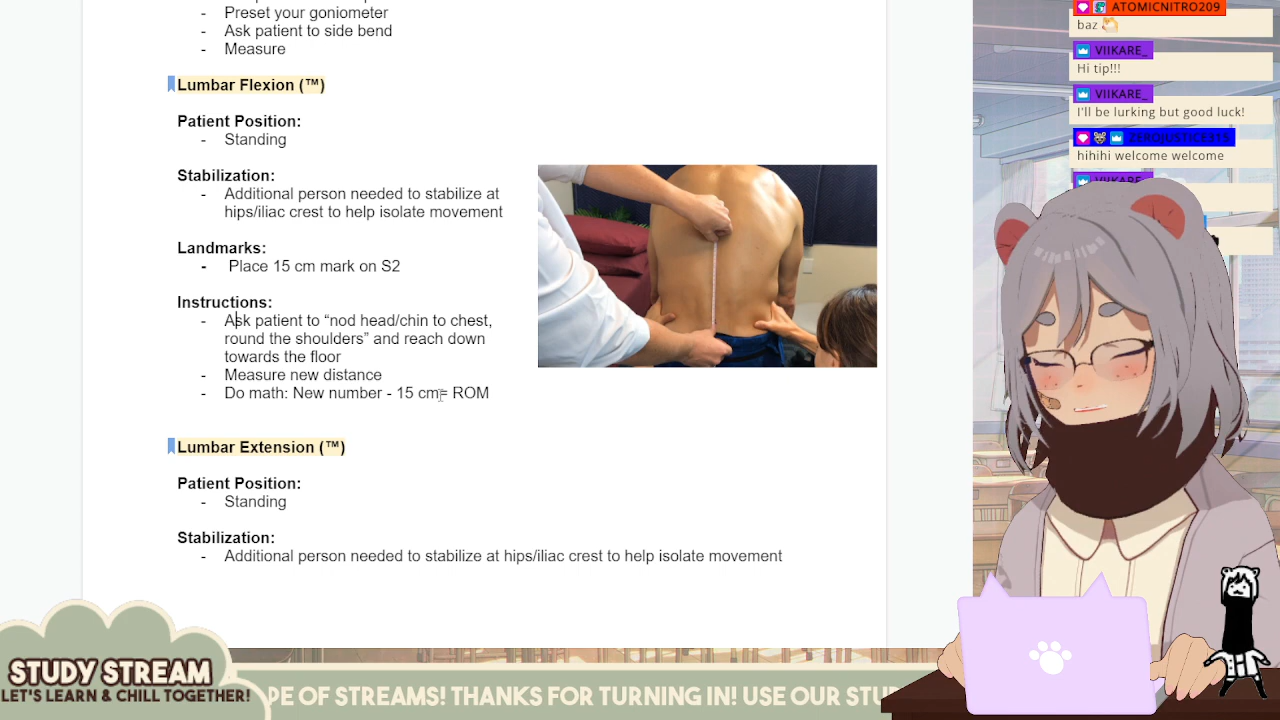 - Preset your goniometer
- Ask patient to side bend
- Measure
Lumbar Flexion (™)
Patient Position:
- Standing
Stabilization:
- Additional person needed to stabilize at
hips/iliac crest to help isolate movement
Landmarks:
- Place 15 cm mark on S2
Instructions:
- Ask patient to “nod head/chin to chest,
round the shoulders” and reach down
towards the floor
- Measure new distance
- Do math: New number - 15 cm= ROM
Lumbar Extension (™)
Patient Position:
- Standing
Stabilization:
- Additional person needed to stabilize at hips/iliac crest to help isolate movement
ATOMICNITRO209
baz
VIIKARE_
Hi tip!!!
VIIKARE_
I'll be lurking but good luck!
ZEROJUSTICE315
hihihi welcome welcome
VIIKARE_
STUDY STREAM
LET'S LEARN & CHILL TOGETHER!
PE OF STREAMS! THANKS FOR TURNING IN! USE OUR STU